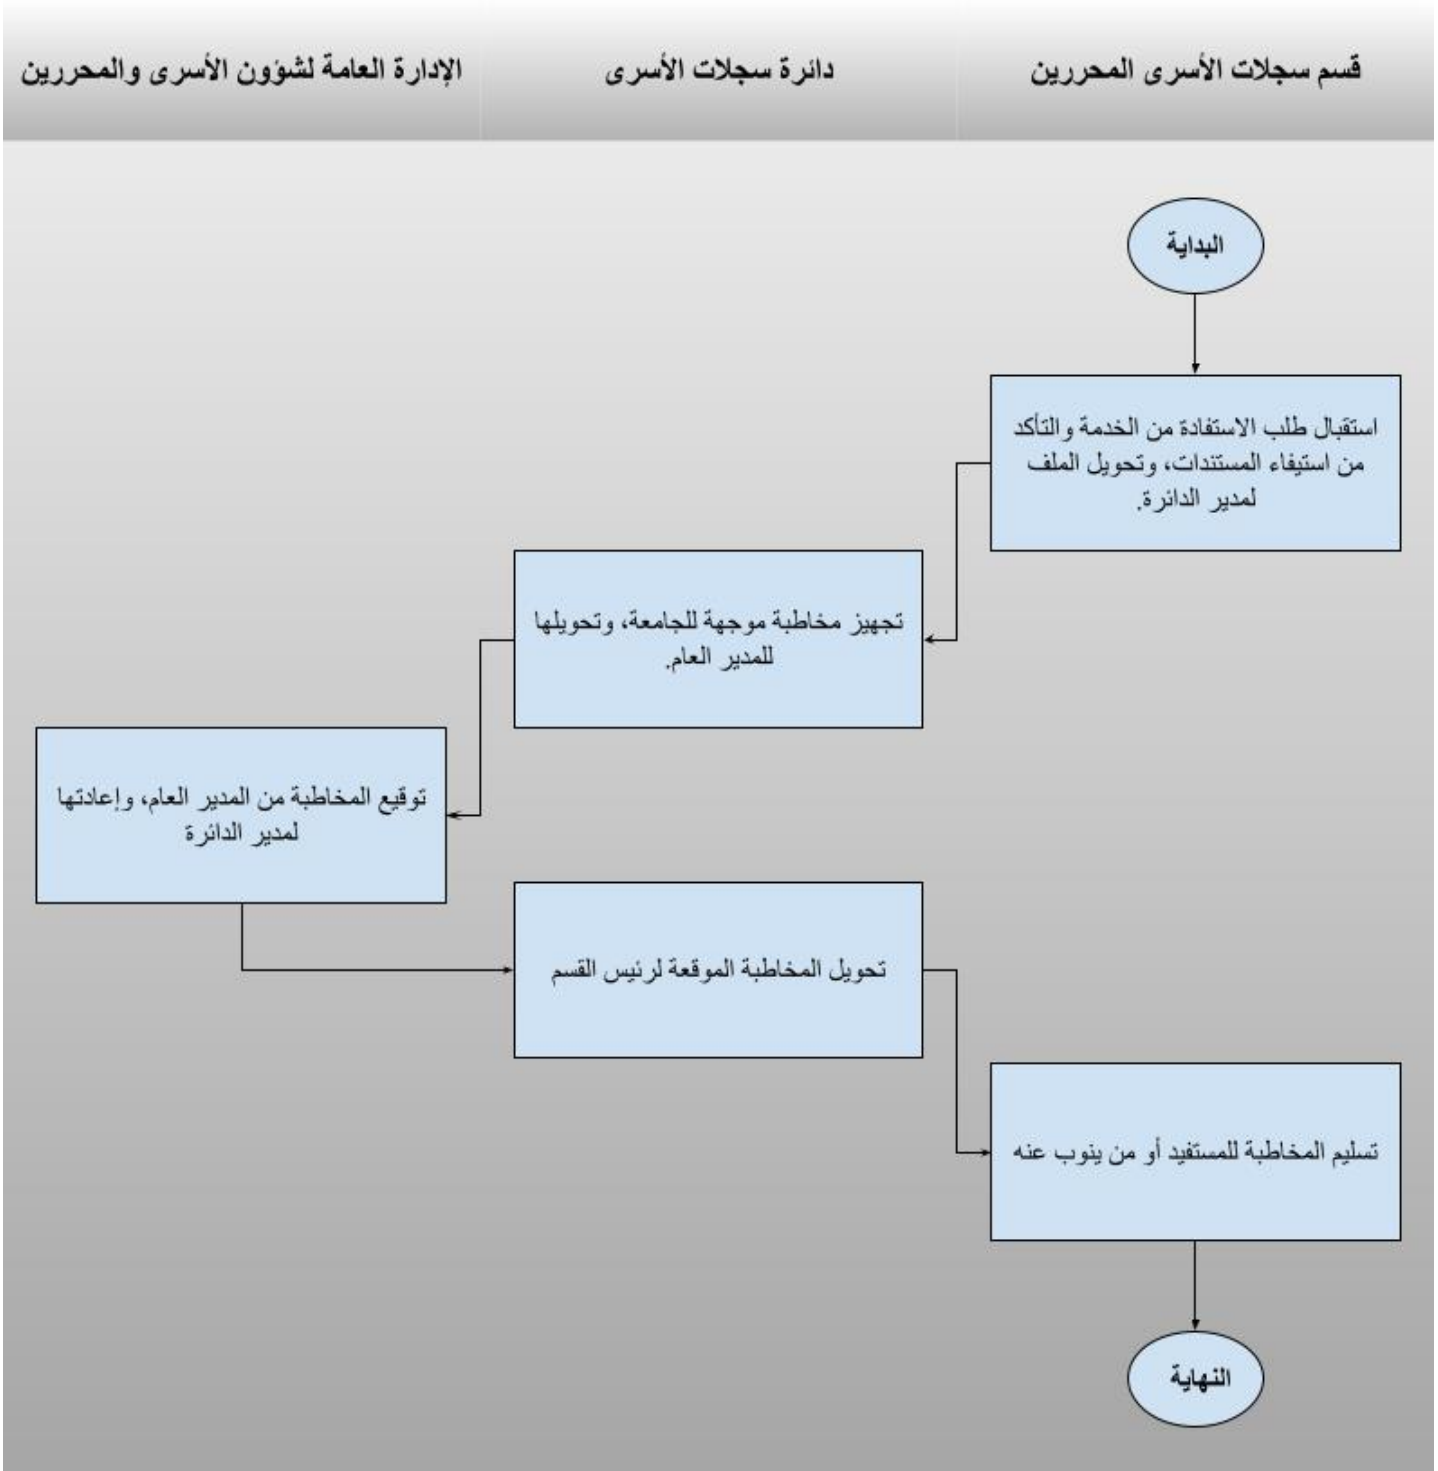 قسم سجلات الأسرى المحررين
دائرة سجلات الأسرى
الإدارة العامة لشؤون الأسرى والمحررين
البداية
استقبال طلب الاستفادة من الخدمة والتأكد
من استيفاء المستندات، وتحويل الملف
لمدير الدائرة.
تجهيز مخاطبة موجهة للجامعة، وتحويلها
للمدير العام.
توقيع المخاطبة من المدير العام، وإعادتها
لمدير الدائرة
تحويل المخاطبة الموقعة لرئيس القسم
تسليم المخاطبة للمستفيد أو من ينوب عنه
النهاية